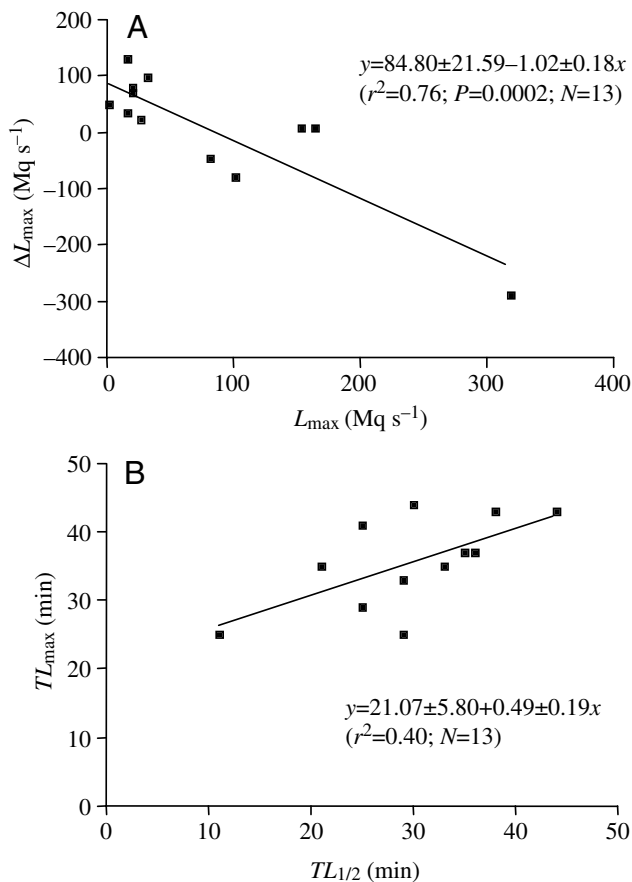 A
y=84.80±21.59–1.02±0.18x
(r²=0.76; P=0.0002; N=13)
200
100
0
–100
–200
–300
–400
ΔLmax (Mq s⁻¹)
0 100 200 300 400
Lmax (Mq s⁻¹)
B
50
40
30
20
10
0
TLmax (min)
y=21.07±5.80+0.49±0.19x
(r²=0.40; N=13)
0 10 20 30 40 50
TL1/2 (min)